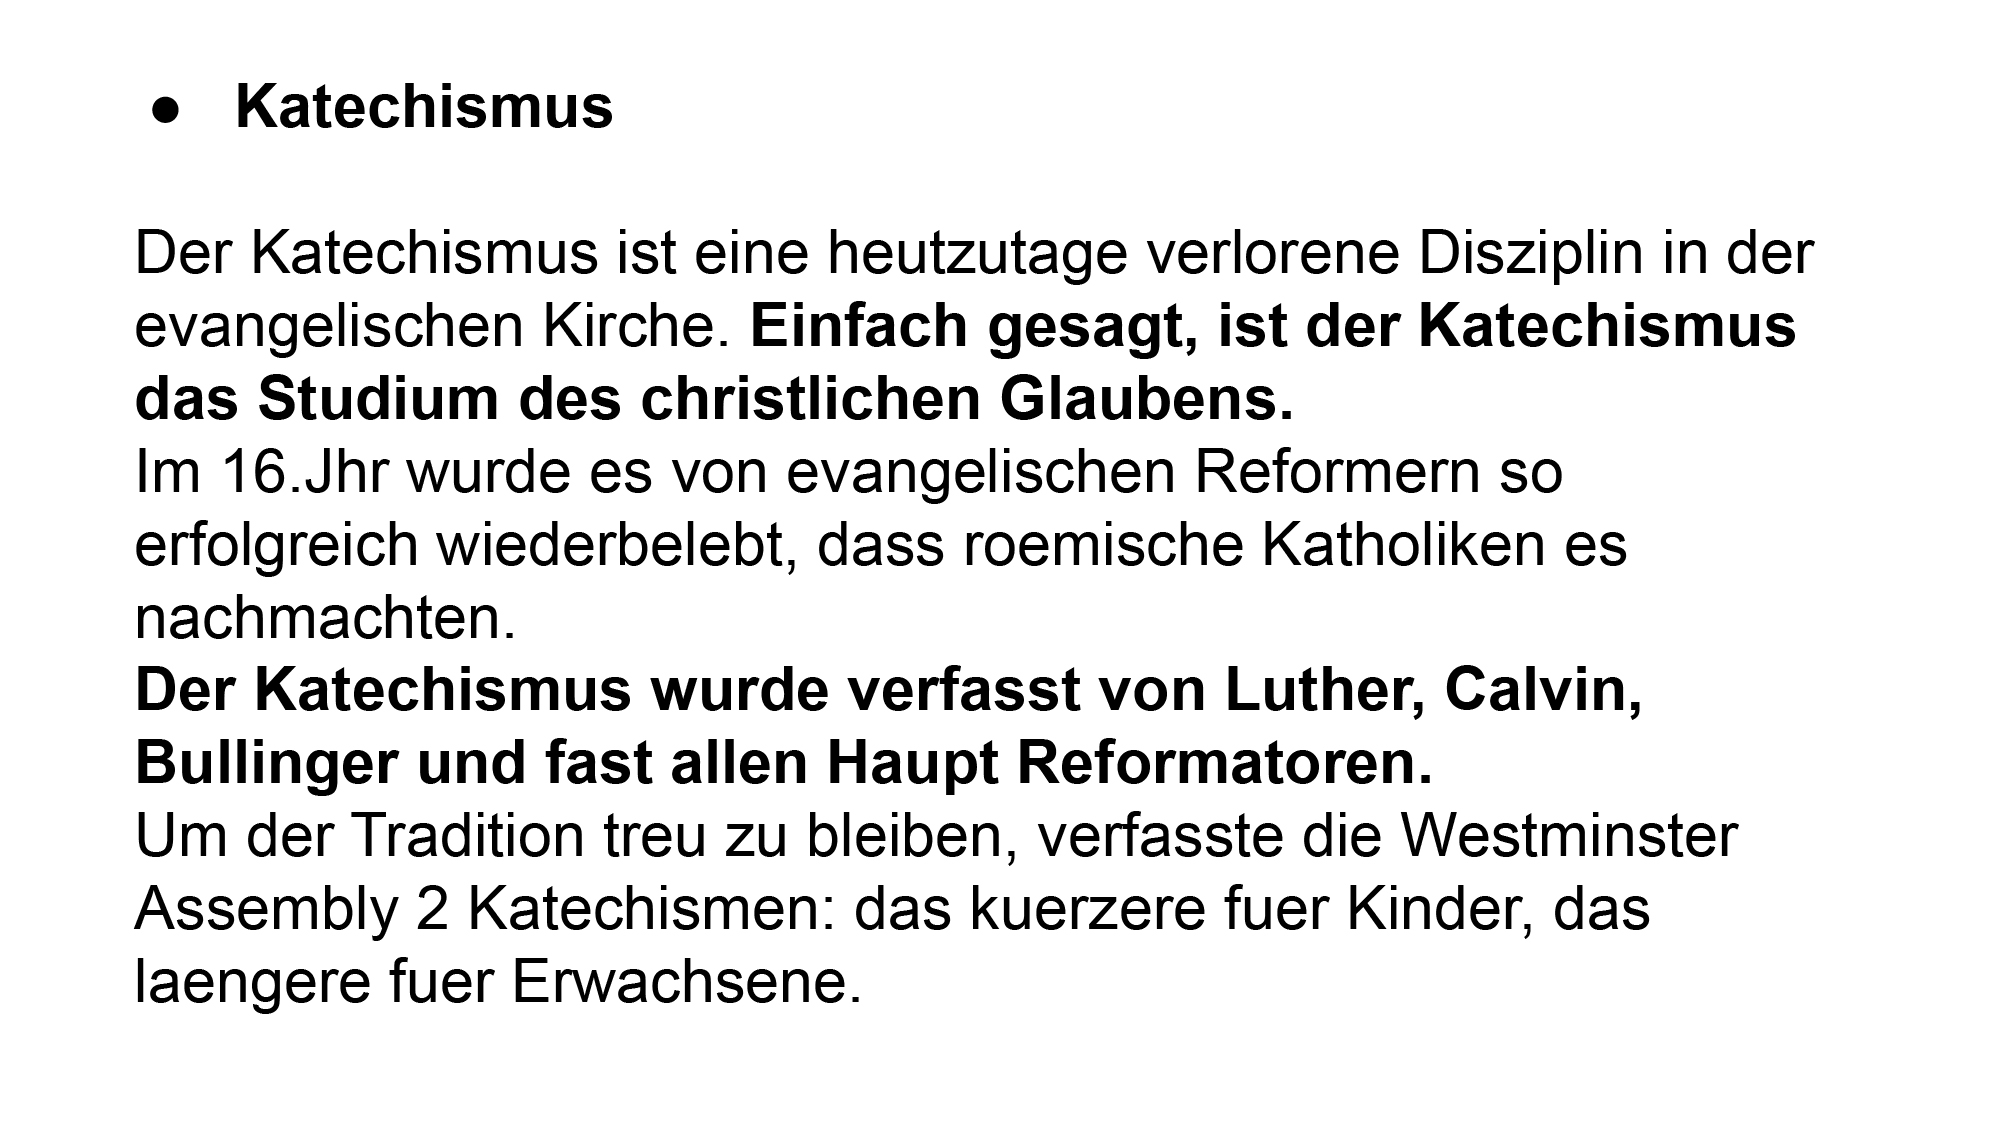 ● Katechismus
Der Katechismus ist eine heutzutage verlorene Disziplin in der
evangelischen Kirche. Einfach gesagt, ist der Katechismus
das Studium des christlichen Glaubens.
Im 16.Jhr wurde es von evangelischen Reformern so
erfolgreich wiederbelebt, dass roemische Katholiken es
nachmachten.
Der Katechismus wurde verfasst von Luther, Calvin,
Bullinger und fast allen Haupt Reformatoren.
Um der Tradition treu zu bleiben, verfasste die Westminster
Assembly 2 Katechismen: das kuerzere fuer Kinder, das
laengere fuer Erwachsene.